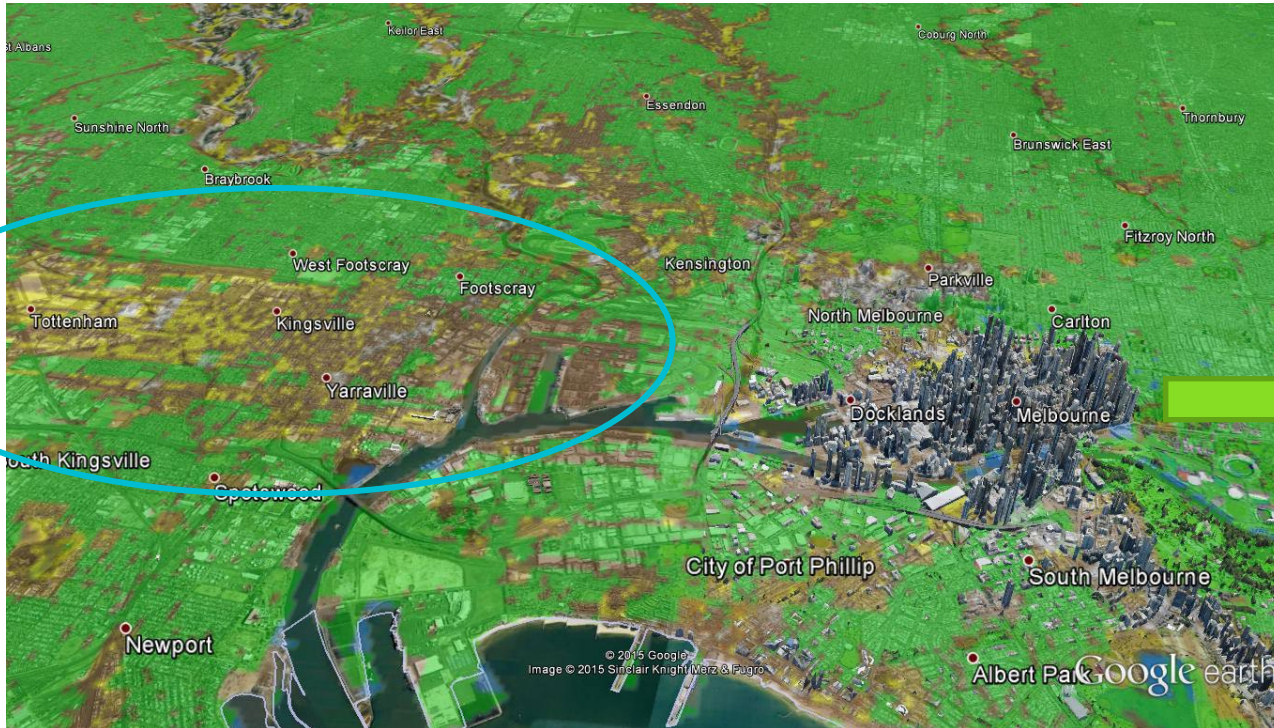 Keilor East
Coburg North
St Albans
Essendon
Thornbury
Sunshine North
Brunswick East
Braybrook
Fitzroy North
West Footscray
Kensington
Parkville
Footscray
Tottenham
Kingsville
North Melbourne
Carlton
Yarraville
Docklands
Melbourne
South Kingsville
Spotswood
City of Port Phillip
South Melbourne
Newport
© 2015 Google
Image © 2015 Sinclair Knight Merz & Fugro
Albert Park
Google earth